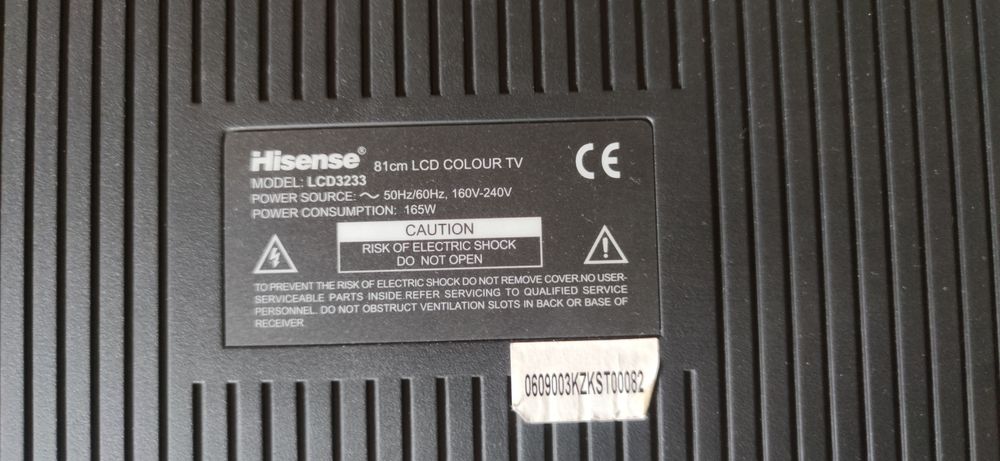 Hisense® 81cm LCD COLOUR TV CE
MODEL: LCD3233
POWER SOURCE: ～ 50Hz/60Hz, 160V-240V
POWER CONSUMPTION: 165W
CAUTION
RISK OF ELECTRIC SHOCK
DO NOT OPEN
TO PREVENT THE RISK OF ELECTRIC SHOCK DO NOT REMOVE COVER.NO USER-
SERVICEABLE PARTS INSIDE.REFER SERVICING TO QUALIFIED SERVICE
PERSONNEL. DO NOT OBSTRUCT VENTILATION SLOTS IN BACK OR BASE OF
RECEIVER.
0609003KZKST00082